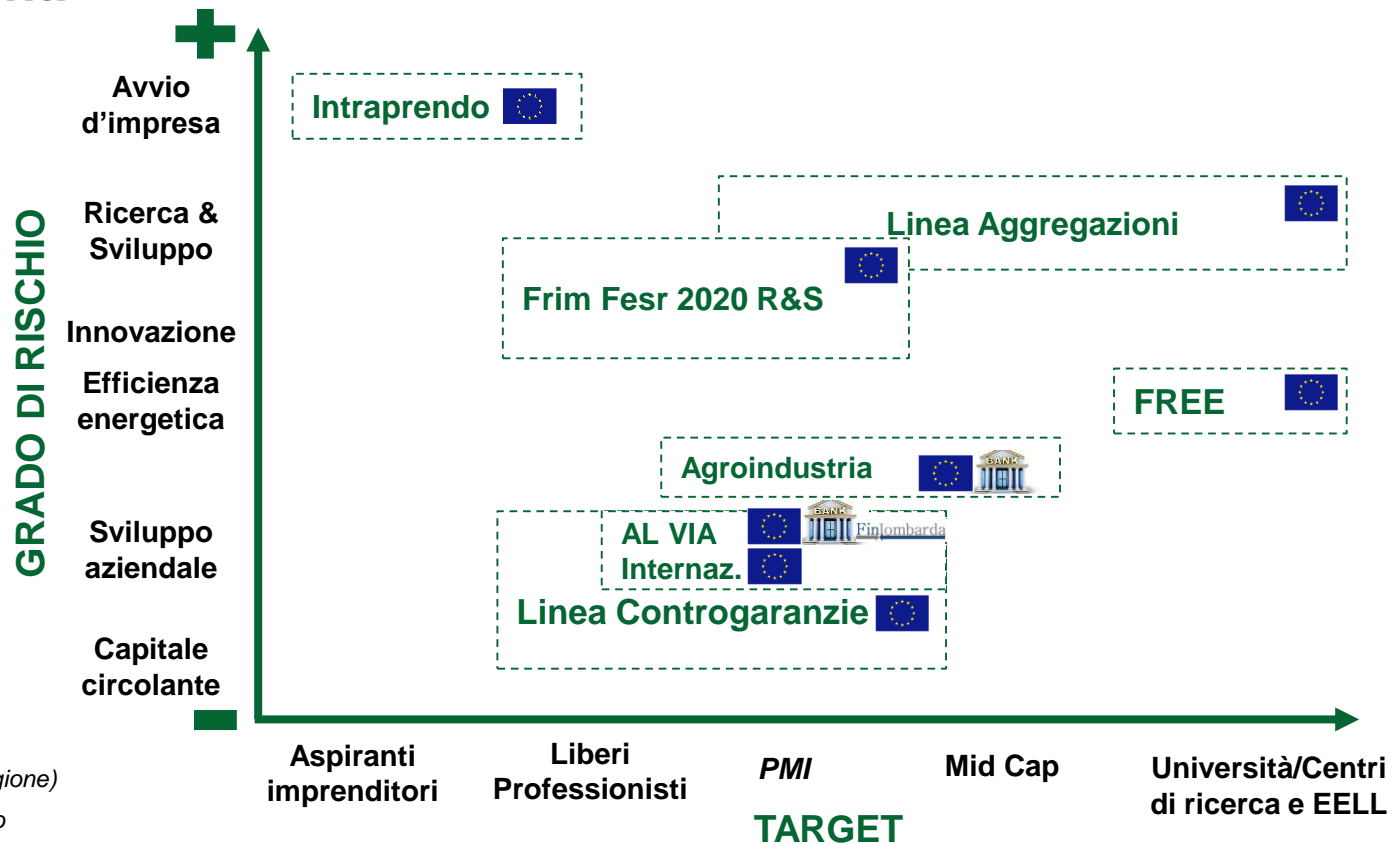 Avvio
d'impresa
Intraprendo
Ricerca &
Sviluppo
Linea Aggregazioni
Frim Fesr 2020 R&S
Innovazione
Efficienza
energetica
FREE
GRADO DI RISCHIO
Agroindustria
BANK
Sviluppo
aziendale
AL VIA
BANK
Finlombarda
Internaz.
Linea Controgaranzie
Capitale
circolante
Aspiranti
imprenditori
Liberi
Professionisti
PMI
Mid Cap
Università/Centri
di ricerca e EELL
TARGET
gione)